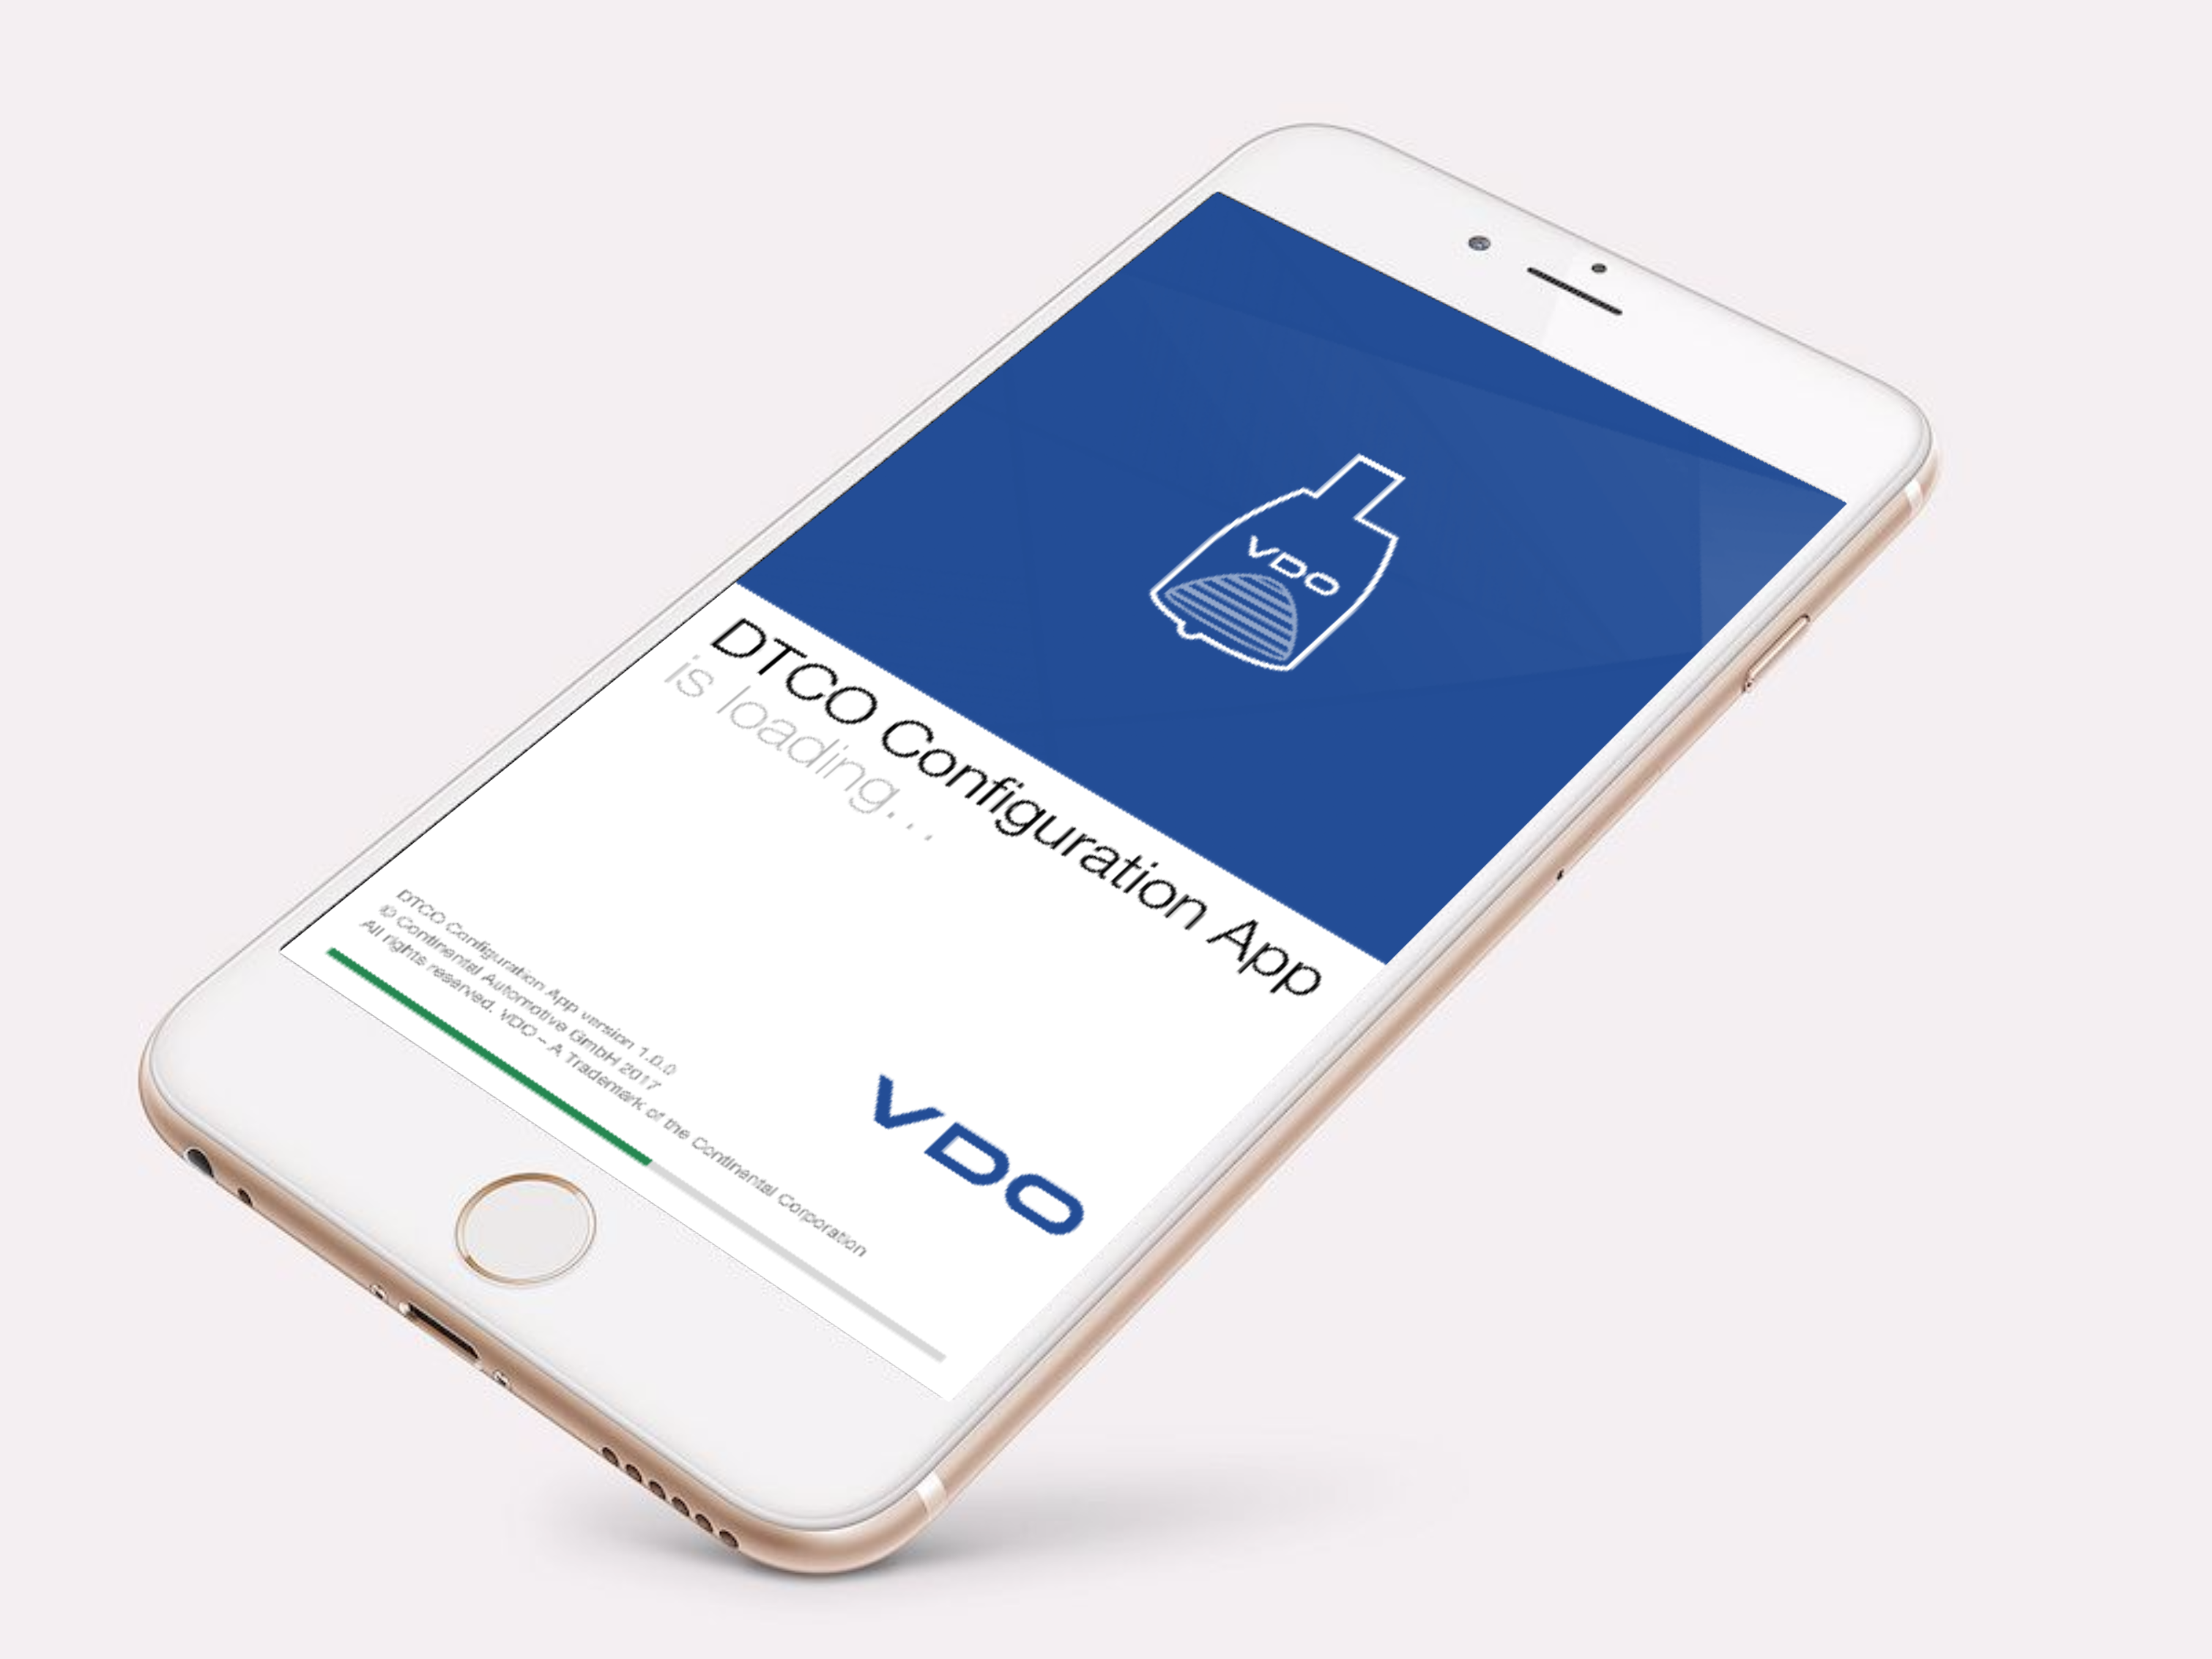 VDO
DTCO Configuration App
is loading...
DTCO Configuration App version 1.0.0
© Continental Automotive GmbH 2017
All rights reserved. VDO – A Trademark of the Continental Corporation
VDO